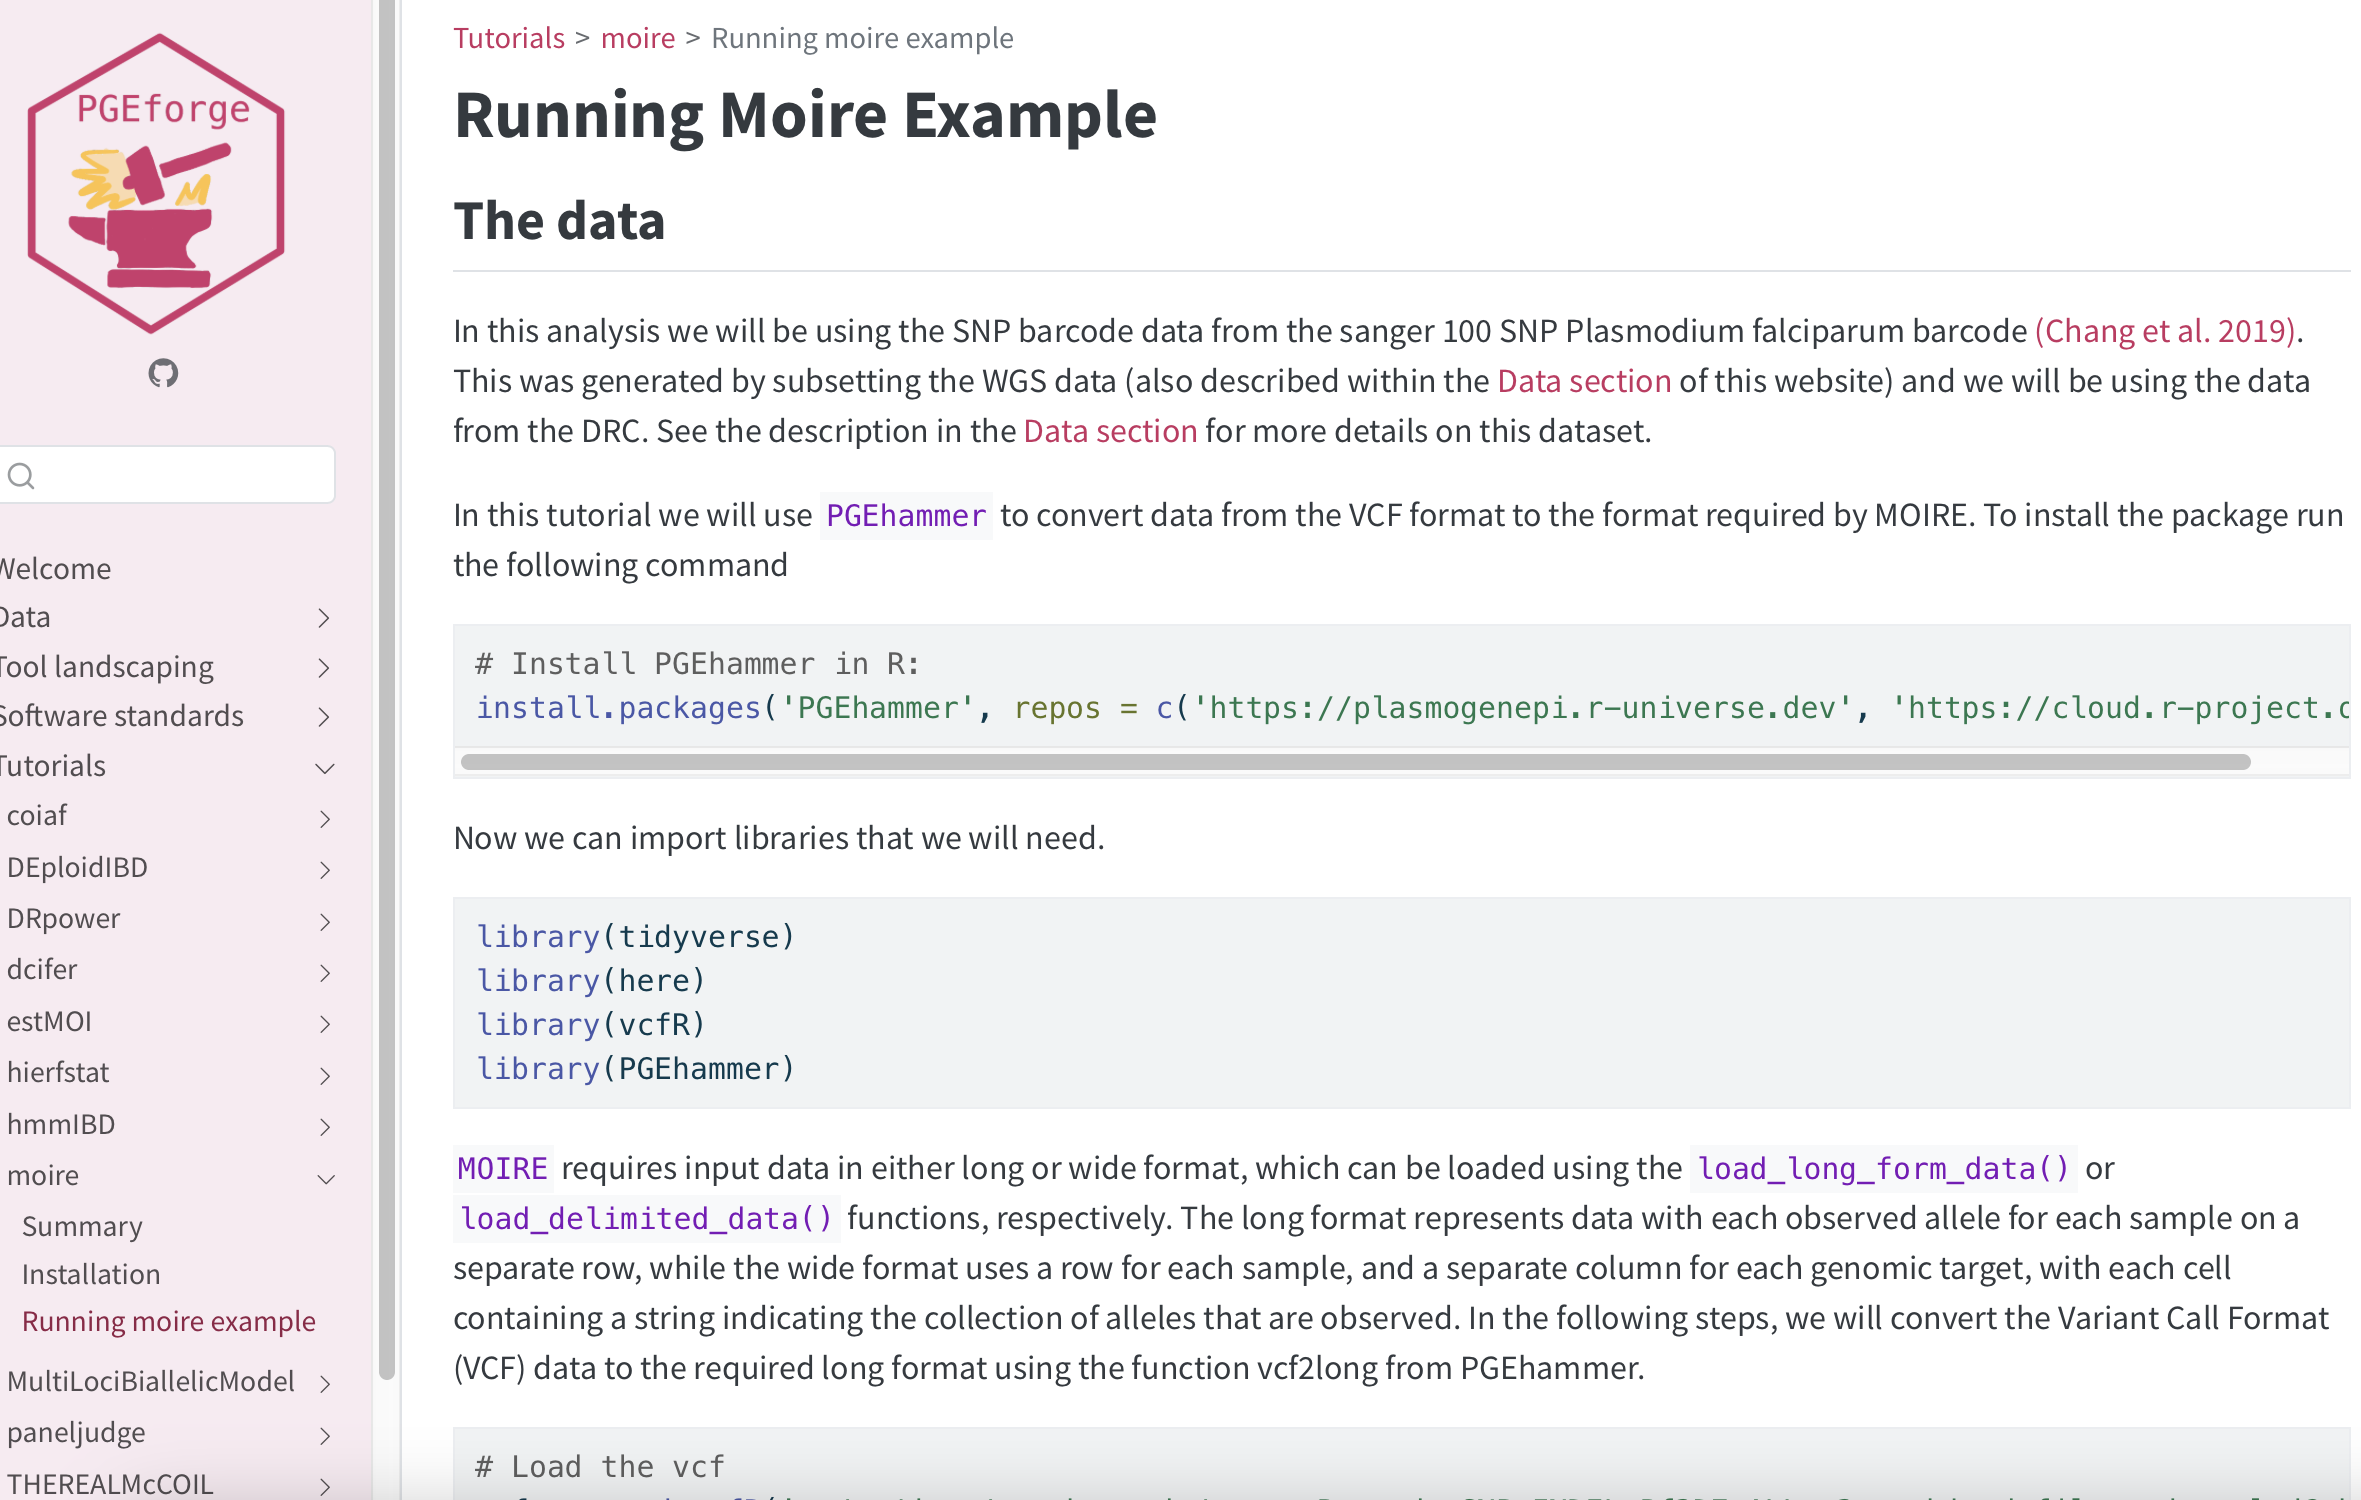 PGEforge
Welcome
Data
Tool landscaping
Software standards
Tutorials
coiaf
DEploidIBD
DRpower
dcifer
estMOI
hierfstat
hmmIBD
moire
Summary
Installation
Running moire example
MultiLociBiallelicModel
paneljudge
THEREALMcCOIL
Tutorials > moire > Running moire example
Running Moire Example
The data
In this analysis we will be using the SNP barcode data from the sanger 100 SNP Plasmodium falciparum barcode (Chang et al. 2019).
This was generated by subsetting the WGS data (also described within the Data section of this website) and we will be using the data
from the DRC. See the description in the Data section for more details on this dataset.
In this tutorial we will use PGEhammer to convert data from the VCF format to the format required by MOIRE. To install the package run
the following command
# Install PGEhammer in R:
install.packages('PGEhammer', repos = c('https://plasmogenepi.r-universe.dev', 'https://cloud.r-project.o
Now we can import libraries that we will need.
library(tidyverse)
library(here)
library(vcfR)
library(PGEhammer)
MOIRE requires input data in either long or wide format, which can be loaded using the load_long_form_data() or
load_delimited_data() functions, respectively. The long format represents data with each observed allele for each sample on a
separate row, while the wide format uses a row for each sample, and a separate column for each genomic target, with each cell
containing a string indicating the collection of alleles that are observed. In the following steps, we will convert the Variant Call Format
(VCF) data to the required long format using the function vcf2long from PGEhammer.
# Load the vcf